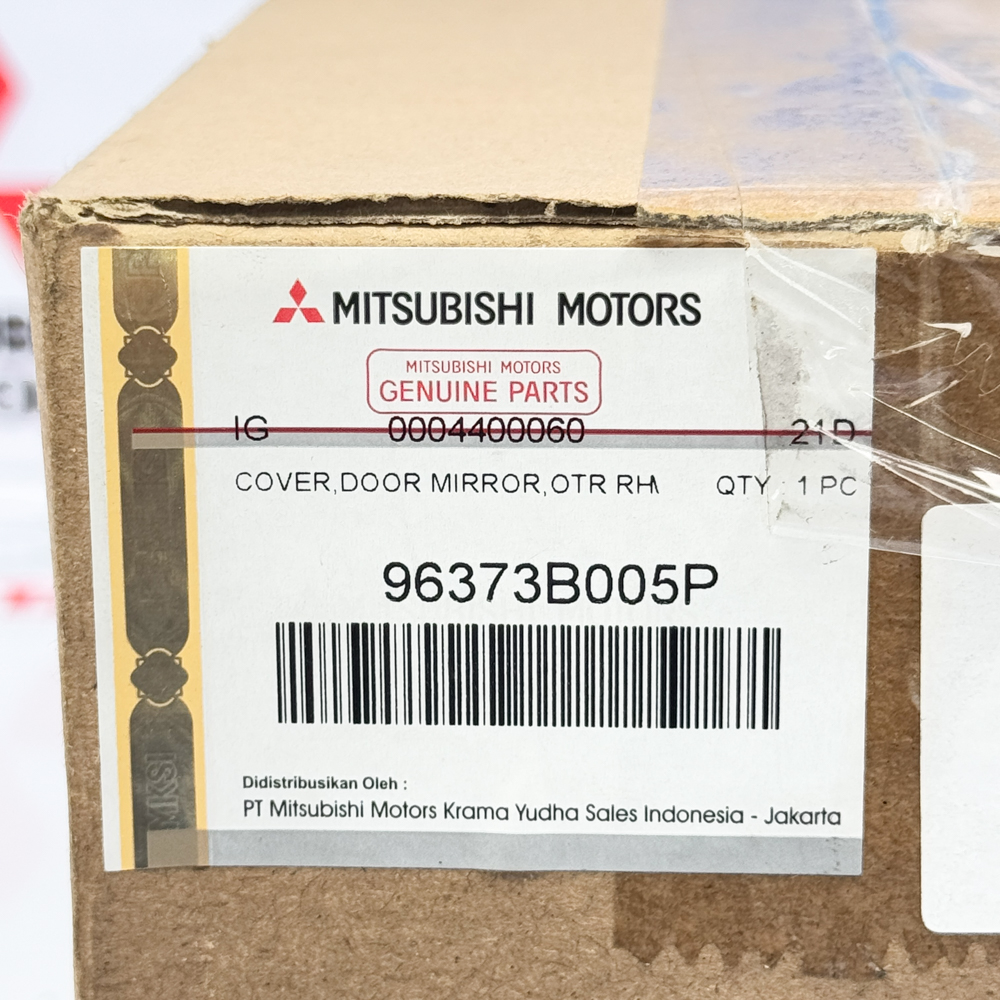 MITSUBISHI MOTORS
MITSUBISHI MOTORS
GENUINE PARTS
IG 0004400060 21D
COVER,DOOR MIRROR,OTR RH QTY : 1 PC
96373B005P
MKSI
Didistribusikan Oleh :
PT Mitsubishi Motors Krama Yudha Sales Indonesia - Jakarta